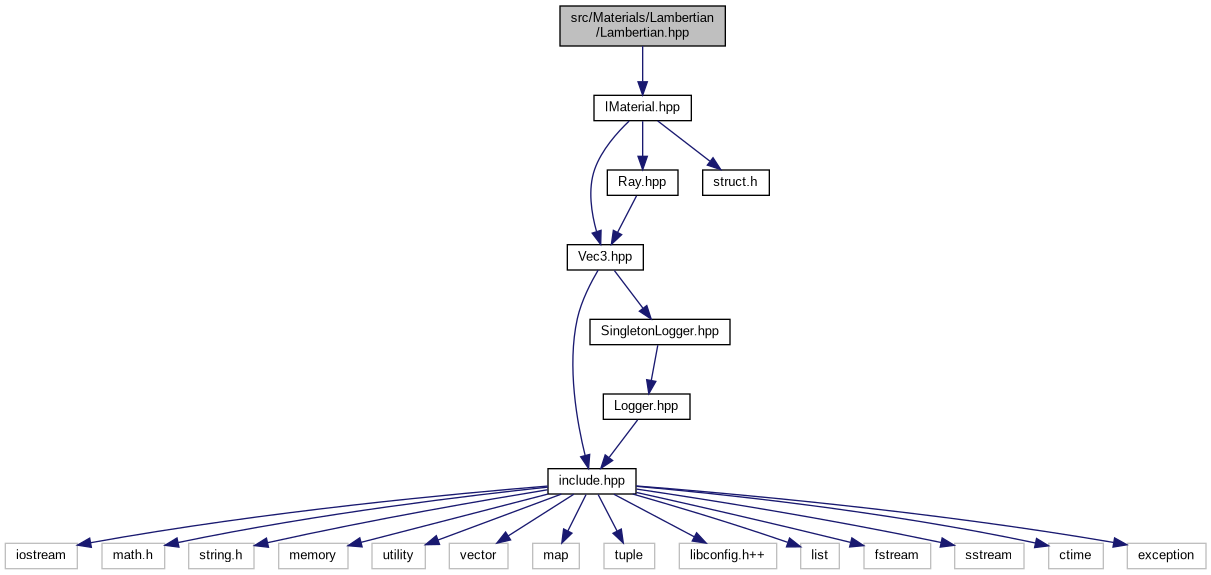 src/Materials/Lambertian
/Lambertian.hpp
IMaterial.hpp
Ray.hpp
struct.h
Vec3.hpp
SingletonLogger.hpp
Logger.hpp
include.hpp
iostream
math.h
string.h
memory
utility
vector
map
tuple
libconfig.h++
list
fstream
sstream
ctime
exception